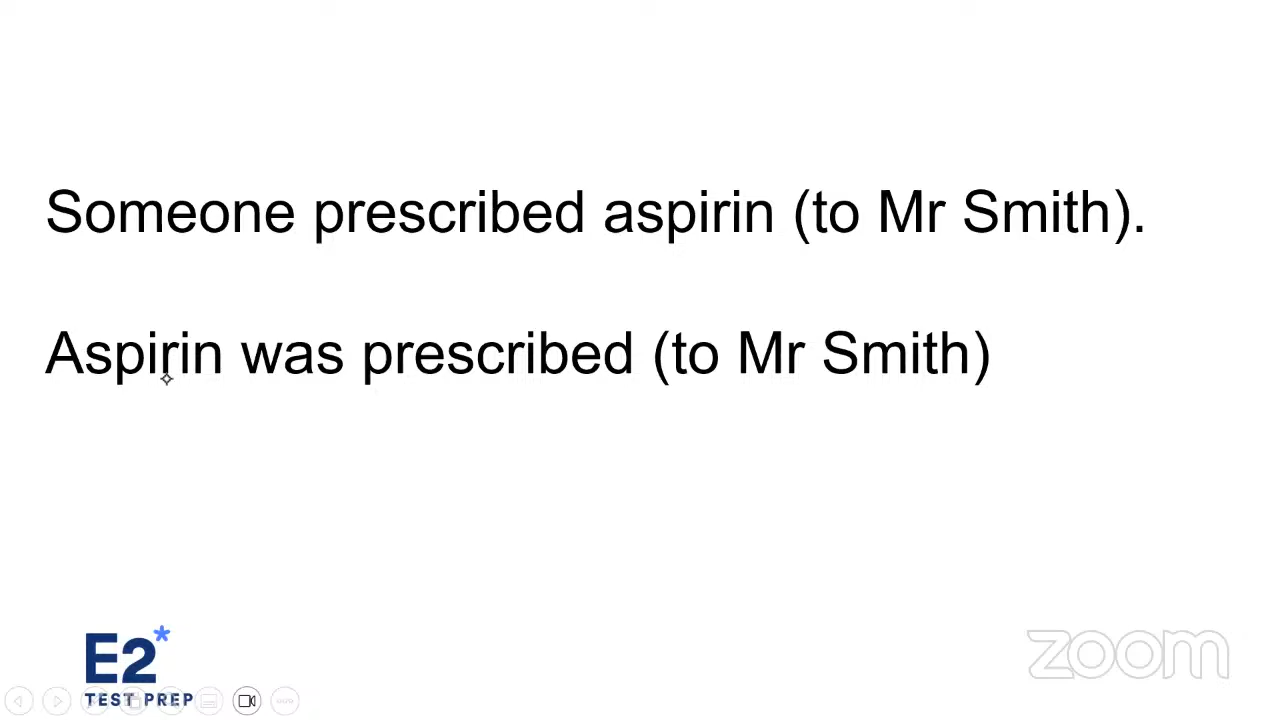 Someone prescribed aspirin (to Mr Smith).
Aspirin was prescribed (to Mr Smith)
E2*
TEST PREP
zoom